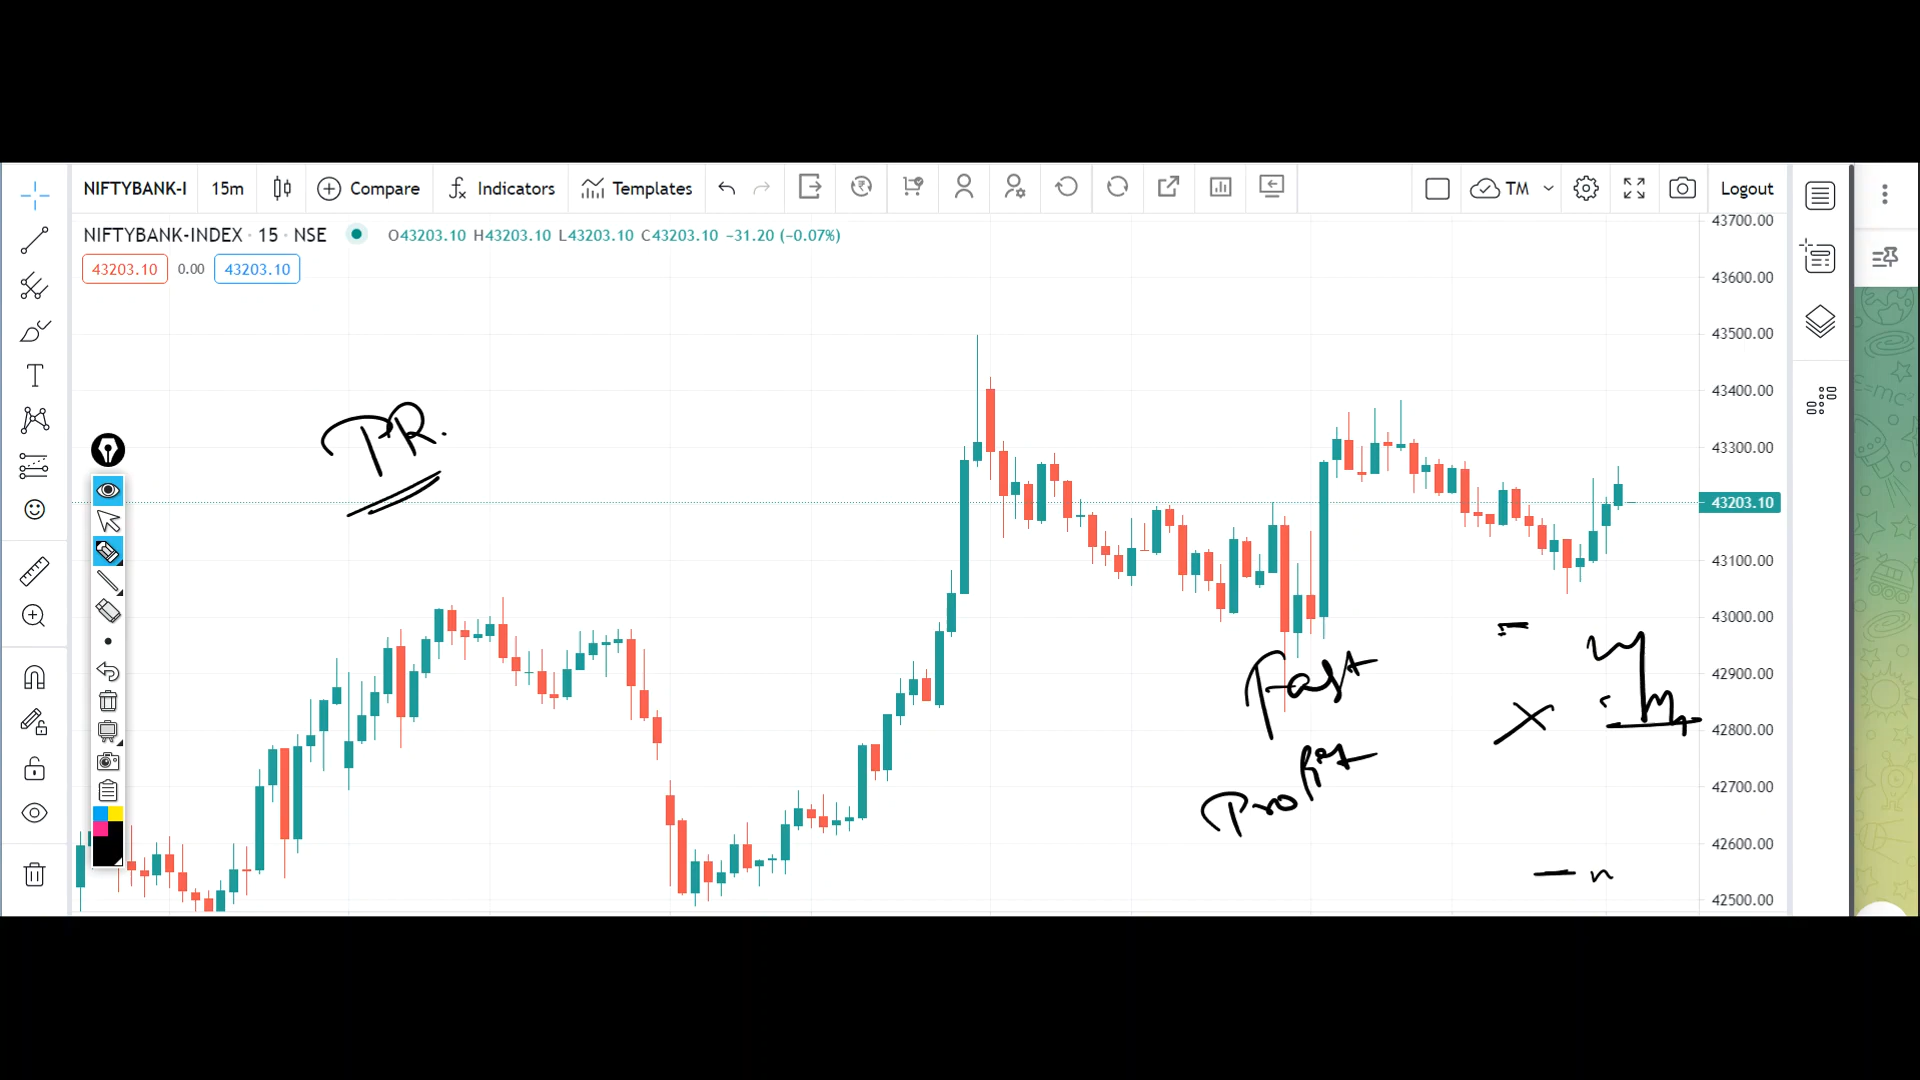 NIFTYBANK-I 15m Compare Indicators Templates TM Logout
NIFTYBANK-INDEX · 15 · NSE O43203.10 H43203.10 L43203.10 C43203.10 −31.20 (−0.07%)
43203.10 0.00 43203.10
43700.00
43600.00
43500.00
43400.00
43300.00
43203.10
43100.00
43000.00
42900.00
42800.00
42700.00
42600.00
42500.00
PR.
Fast
Profit